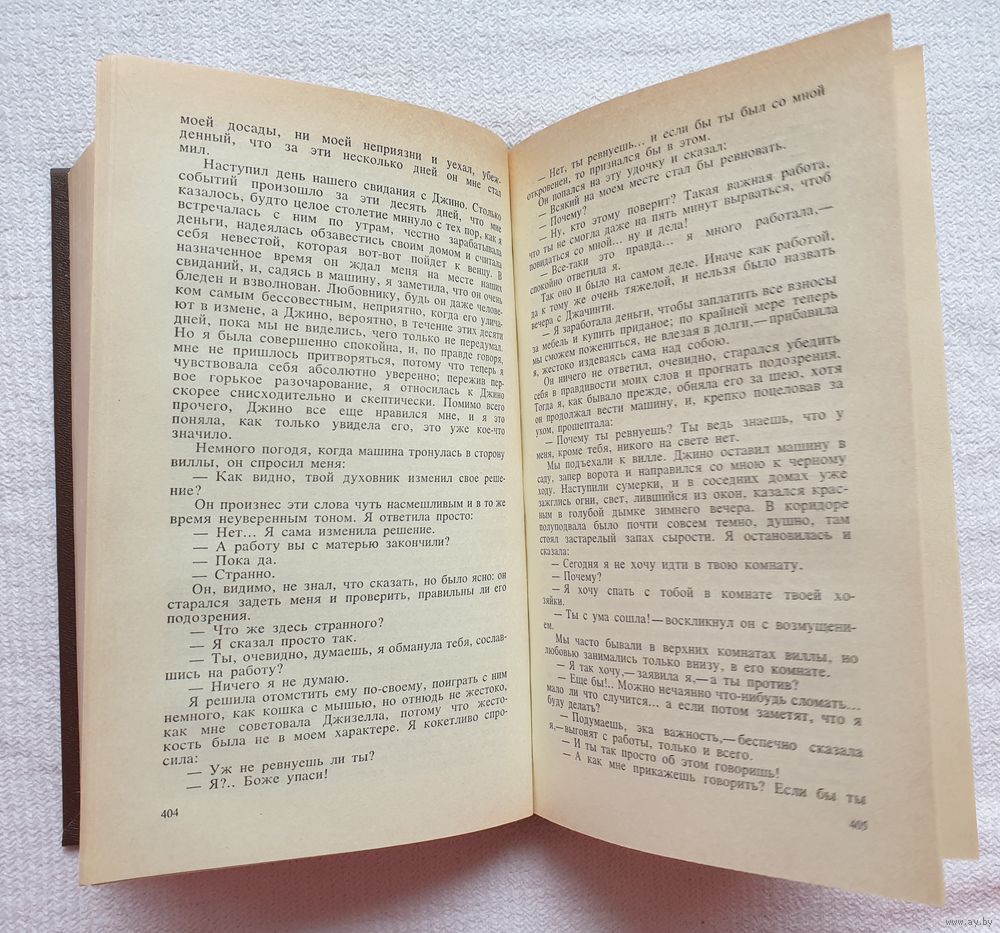 моей досады, ни моей неприязни и уехал, убеж-
денный, что за эти несколько дней он мне стал
мил.
Наступил день нашего свидания с Джино. Столько
событий произошло за эти десять дней, что мне
казалось, будто целое столетие минуло с тех пор, как я
встречалась с ним по утрам, честно зарабатывала
деньги, надеялась обзавестись своим домом и считала
себя невестой, которая вот-вот пойдет к венцу. В
назначенное время он ждал меня на месте наших
свиданий, и, садясь в машину, я заметила, что он очень
бледен и взволнован. Любовнику, будь он даже челове-
ком самым бессовестным, неприятно, когда его улича-
ют в измене, а Джино, вероятно, в течение этих десяти
дней, пока мы не виделись, чего только не передумал.
Но я была совершенно спокойна, и, по правде говоря,
мне не пришлось притворяться, потому что теперь я
чувствовала себя абсолютно уверенно; пережив пер-
вое горькое разочарование, я относилась к Джино
скорее снисходительно и скептически. Помимо всего
прочего, Джино все еще нравился мне, и я это
поняла, как только увидела его, это уже кое-что
значило.
Немного погодя, когда машина тронулась в сторону
виллы, он спросил меня:
— Как видно, твой духовник изменил свое реше-
ние?
Он произнес эти слова чуть насмешливым и в то же
время неуверенным тоном. Я ответила просто:
— Нет... Я сама изменила решение.
— А работу вы с матерью закончили?
— Пока да.
— Странно.
Он, видимо, не знал, что сказать, но было ясно: он
старался задеть меня и проверить, правильны ли его
подозрения.
— Что же здесь странного?
— Я сказал просто так.
— Ты, очевидно, думаешь, я обманула тебя, сослав-
шись на работу?
— Ничего я не думаю.
Я решила отомстить ему по-своему, поиграть с ним
немного, как кошка с мышью, но отнюдь не жестоко,
как мне советовала Джизелла, потому что жесто-
кость была не в моем характере. Я кокетливо спро-
сила:
— Уж не ревнуешь ли ты?
— Я?.. Боже упаси!
404
— Нет, ты ревнуешь... и если бы ты был со мной
откровенен, то признался бы в этом.
Он попался на эту удочку и сказал:
— Всякий на моем месте стал бы ревновать.
— Почему?
— Ну, кто этому поверит? Такая важная работа,
что ты не смогла даже на пять минут вырваться, чтоб
повидаться со мной... ну и дела!
— Все-таки это правда... я много работала,—
спокойно ответила я.
Так оно и было на самом деле. Иначе как работой,
да к тому же очень тяжелой, и нельзя было назвать
вечера с Джачинти.
— Я заработала деньги, чтобы заплатить все взносы
за мебель и купить приданое; по крайней мере теперь
мы сможем пожениться, не влезая в долги,— прибавила
я, жестоко издеваясь сама над собою.
Он ничего не ответил, очевидно, старался убедить
себя в правдивости моих слов и прогнать подозрения.
Тогда я, как бывало прежде, обняла его за шею, хотя
он продолжал вести машину, и, крепко поцеловав за
ухом, прошептала:
— Почему ты ревнуешь? Ты ведь знаешь, что у
меня, кроме тебя, никого на свете нет.
Мы подъехали к вилле. Джино оставил машину в
саду, запер ворота и направился со мною к черному
ходу. Наступили сумерки, и в соседних домах уже
зажглись огни, свет, лившийся из окон, казался крас-
ным в голубой дымке зимнего вечера. В коридоре
полуподвала было почти совсем темно, душно, там
стоял застарелый запах сырости. Я остановилась и
сказала:
— Сегодня я не хочу идти в твою комнату.
— Почему?
— Я хочу спать с тобой в комнате твоей хо-
зяйки.
— Ты с ума сошла!— воскликнул он с возмущени-
ем.
Мы часто бывали в верхних комнатах виллы, но
любовью занимались только внизу, в его комнате.
— Я так хочу,— заявила я,— а ты против?
— Еще бы!.. Можно нечаянно что-нибудь сломать...
мало ли что случится... а если потом заметят, что я
буду делать?
— Подумаешь, эка важность,— беспечно сказала
я,— выгонят с работы, только и всего.
— И ты так просто об этом говоришь!
— А как мне прикажешь говорить? Если бы ты
405
www.ay.by